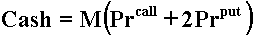 Cash = M(Pr^call + 2Pr^put)